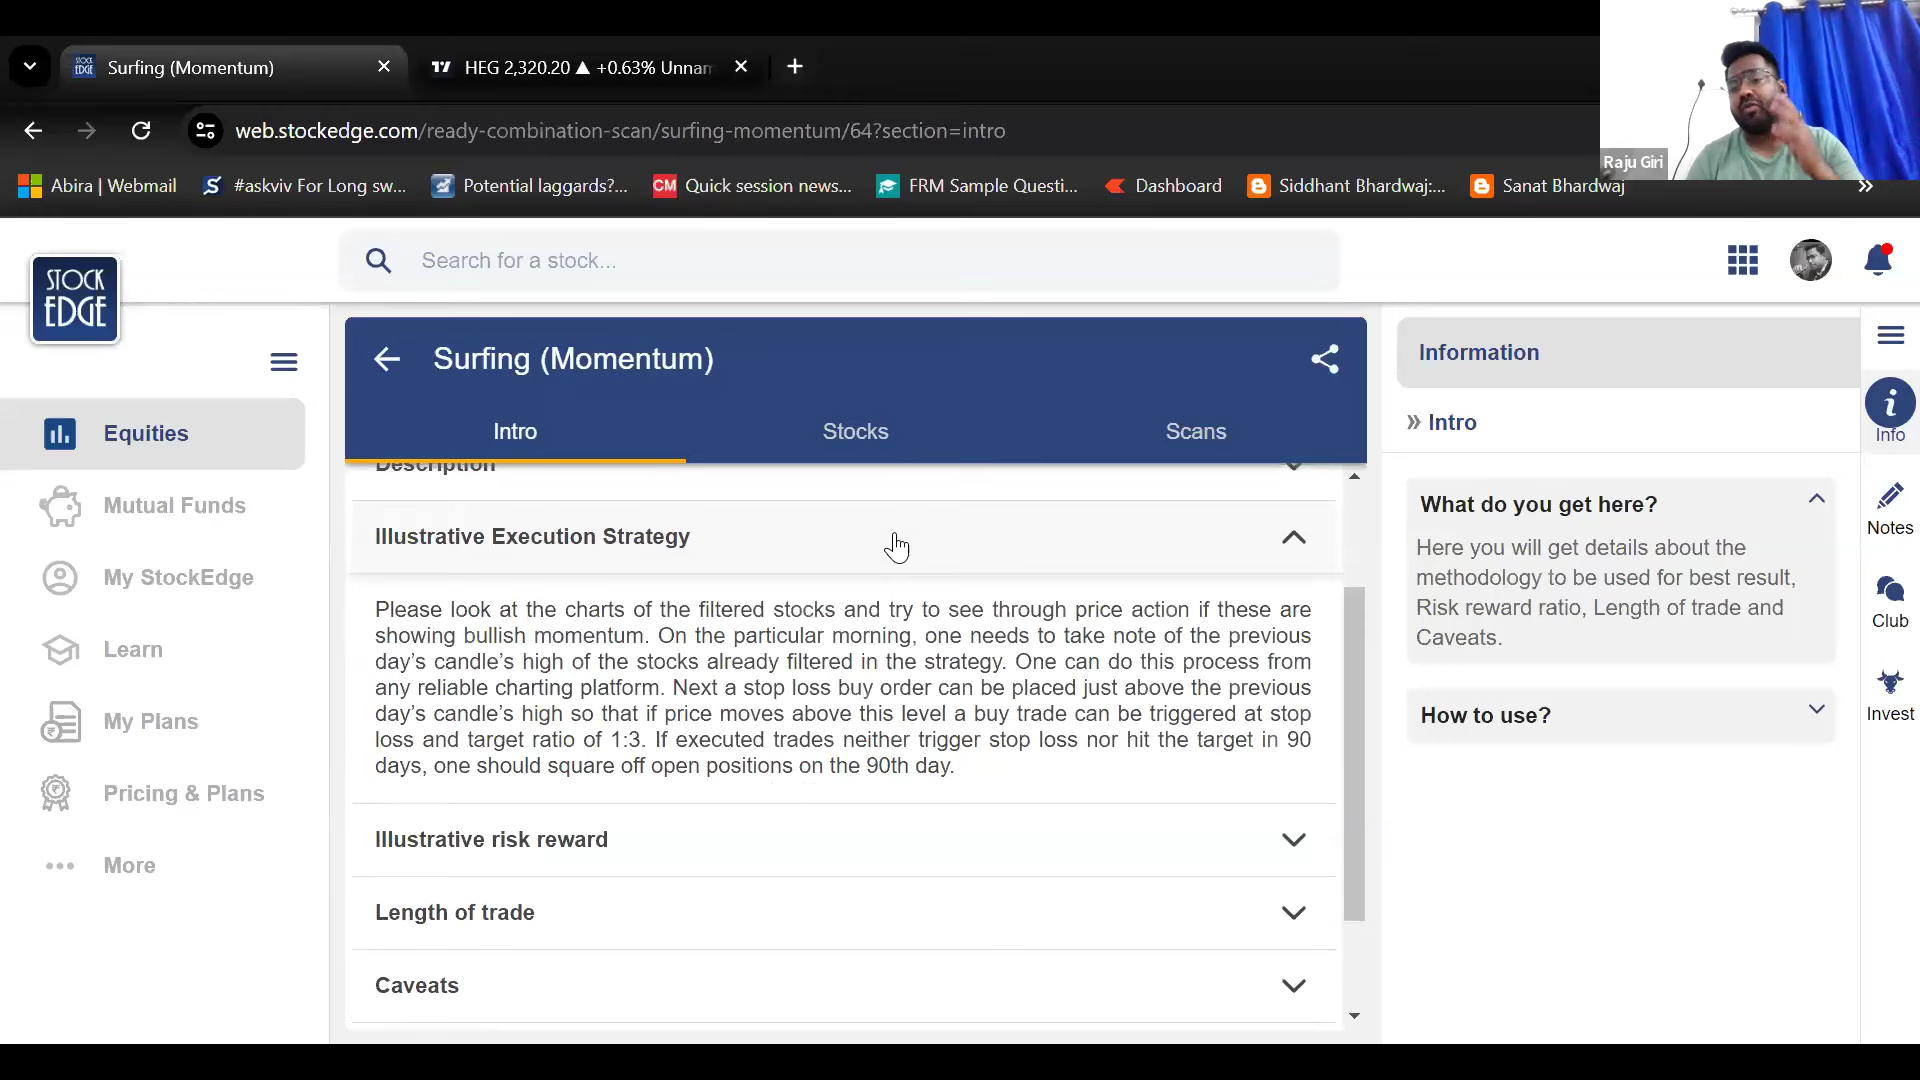 Surfing (Momentum)
HEG 2,320.20 ▲ +0.63% Unnam
web.stockedge.com/ready-combination-scan/surfing-momentum/64?section=intro
Raju Giri
Abira | Webmail
#askviv For Long sw...
Potential laggards?...
CM Quick session news...
FRM Sample Questi...
Dashboard
Siddhant Bhardwaj:...
Sanat Bhardwaj
STOCK
EDGE
Search for a stock...
Equities
Mutual Funds
My StockEdge
Learn
My Plans
Pricing & Plans
More
Surfing (Momentum)
Intro
Stocks
Scans
Description
Illustrative Execution Strategy
Please look at the charts of the filtered stocks and try to see through price action if these are
showing bullish momentum. On the particular morning, one needs to take note of the previous
day’s candle’s high of the stocks already filtered in the strategy. One can do this process from
any reliable charting platform. Next a stop loss buy order can be placed just above the previous
day’s candle’s high so that if price moves above this level a buy trade can be triggered at stop
loss and target ratio of 1:3. If executed trades neither trigger stop loss nor hit the target in 90
days, one should square off open positions on the 90th day.
Illustrative risk reward
Length of trade
Caveats
Information
» Intro
What do you get here?
Here you will get details about the
methodology to be used for best result,
Risk reward ratio, Length of trade and
Caveats.
How to use?
Info
Notes
Club
Invest